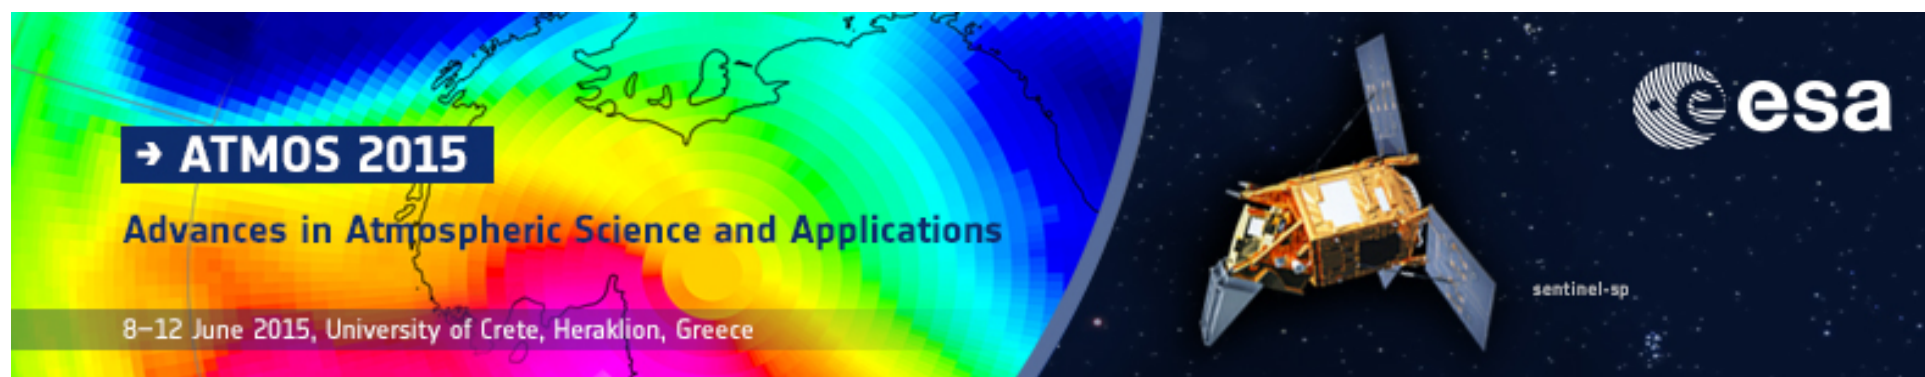 → ATMOS 2015
Advances in Atmospheric Science and Applications
8–12 June 2015, University of Crete, Heraklion, Greece
esa
sentinel-sp